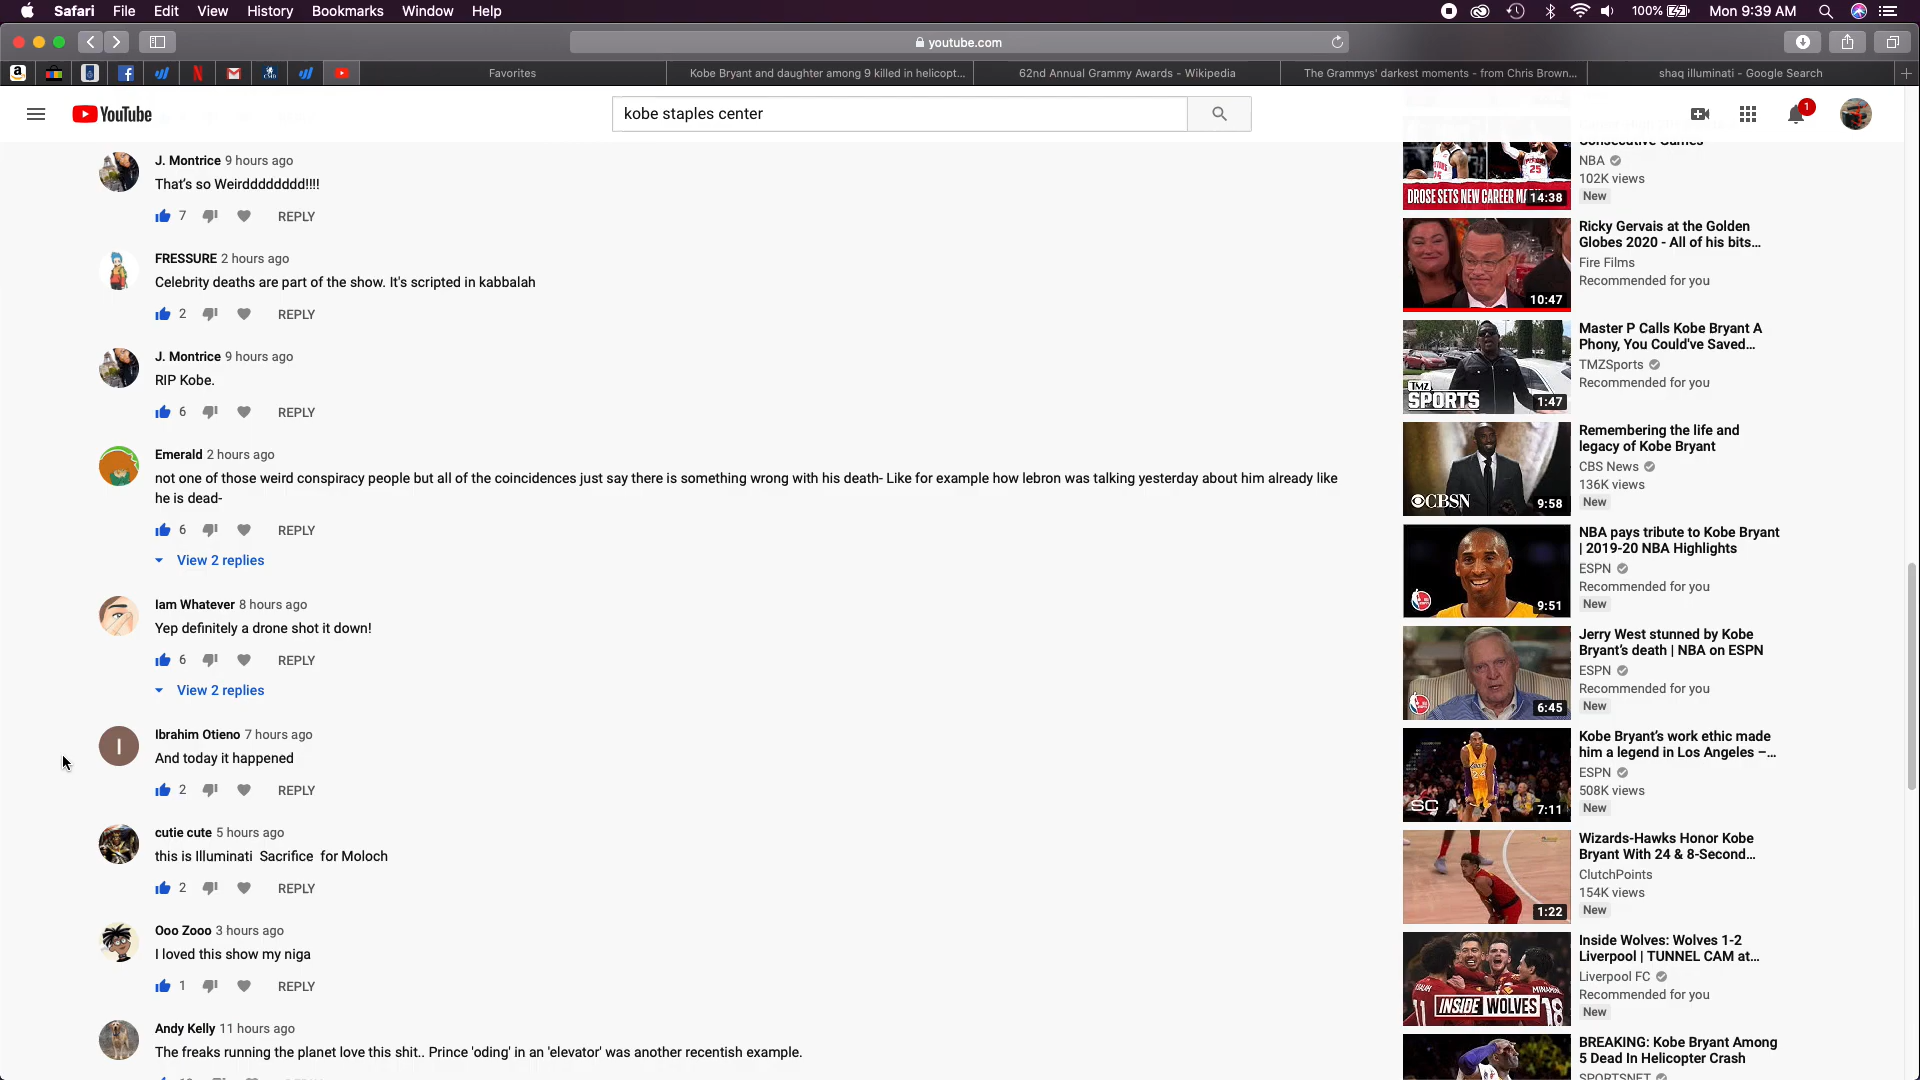 Safari File Edit View History Bookmarks Window Help
100% Mon 9:39 AM
youtube.com
Favorites
Kobe Bryant and daughter among 9 killed in helicopt...
62nd Annual Grammy Awards - Wikipedia
The Grammys' darkest moments - from Chris Brown...
shaq illuminati - Google Search
YouTube
kobe staples center
1
J. Montrice 9 hours ago
That's so Weirddddddddd!!!!
7 REPLY
FRESSURE 2 hours ago
Celebrity deaths are part of the show. It's scripted in kabbalah
2 REPLY
J. Montrice 9 hours ago
RIP Kobe.
6 REPLY
Emerald 2 hours ago
not one of those weird conspiracy people but all of the coincidences just say there is something wrong with his death- Like for example how lebron was talking yesterday about him already like
he is dead-
6 REPLY
View 2 replies
Iam Whatever 8 hours ago
Yep definitely a drone shot it down!
6 REPLY
View 2 replies
I
Ibrahim Otieno 7 hours ago
And today it happened
2 REPLY
cutie cute 5 hours ago
this is Illuminati Sacrifice for Moloch
2 REPLY
Ooo Zooo 3 hours ago
I loved this show my niga
1 REPLY
Andy Kelly 11 hours ago
The freaks running the planet love this shit.. Prince 'oding' in an 'elevator' was another recentish example.
Consecutive Games
NBA
102K views
New
25
DROSE SETS NEW CAREER
14:38
Ricky Gervais at the Golden
Globes 2020 - All of his bits...
Fire Films
Recommended for you
10:47
Master P Calls Kobe Bryant A
Phony, You Could've Saved...
TMZSports
Recommended for you
TMZ
SPORTS
1:47
Remembering the life and
legacy of Kobe Bryant
CBS News
136K views
New
CBSN
9:58
NBA pays tribute to Kobe Bryant
| 2019-20 NBA Highlights
ESPN
Recommended for you
New
9:51
Jerry West stunned by Kobe
Bryant's death | NBA on ESPN
ESPN
Recommended for you
New
6:45
Kobe Bryant's work ethic made
him a legend in Los Angeles –...
ESPN
508K views
New
24
SC
7:11
Wizards-Hawks Honor Kobe
Bryant With 24 & 8-Second...
ClutchPoints
154K views
New
1:22
Inside Wolves: Wolves 1-2
Liverpool | TUNNEL CAM at...
Liverpool FC
Recommended for you
New
INSIDE WOLVES
18
BREAKING: Kobe Bryant Among
5 Dead In Helicopter Crash
SPORTSNET